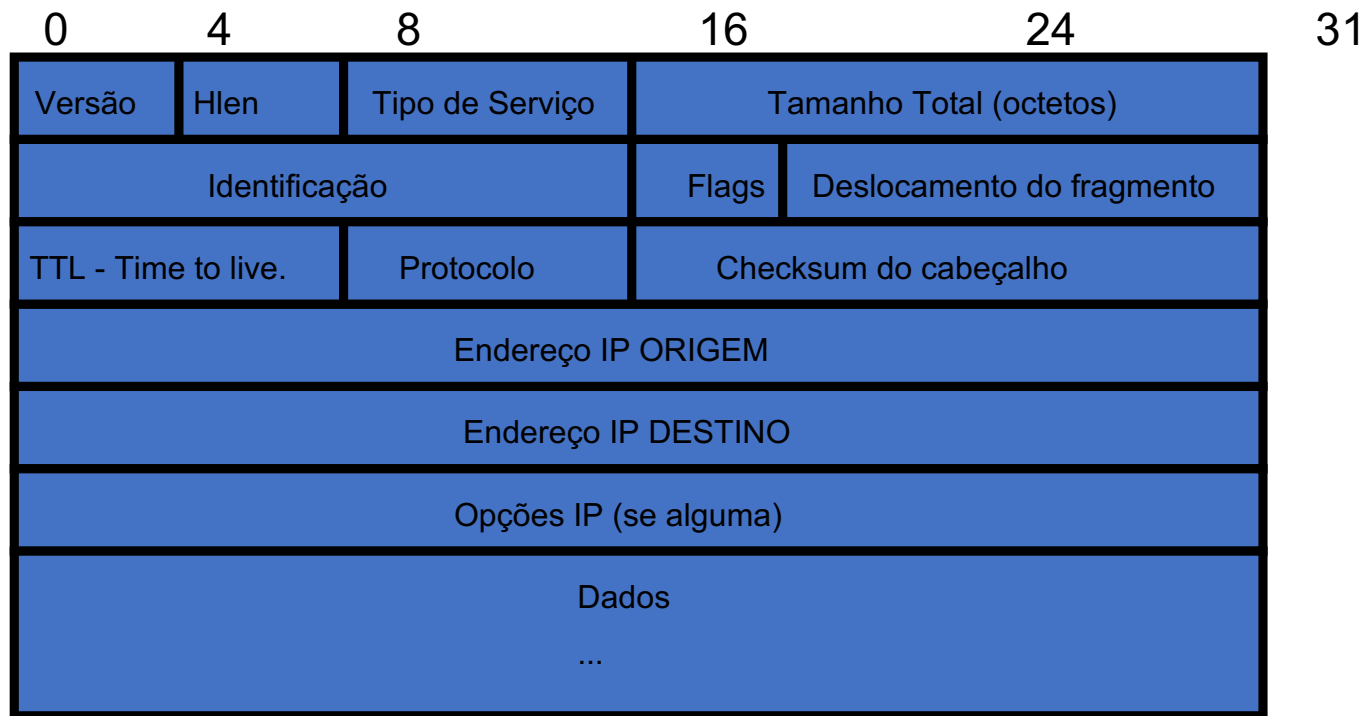 0 4 8 16 24 31
Versão Hlen Tipo de Serviço Tamanho Total (octetos)
Identificação Flags Deslocamento do fragmento
TTL - Time to live. Protocolo Checksum do cabeçalho
Endereço IP ORIGEM
Endereço IP DESTINO
Opções IP (se alguma)
Dados
...